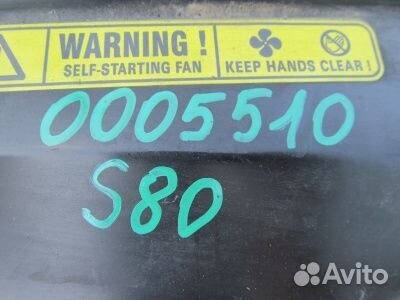 WARNING !
SELF-STARTING FAN
KEEP HANDS CLEAR !
0005510
S80
Avito